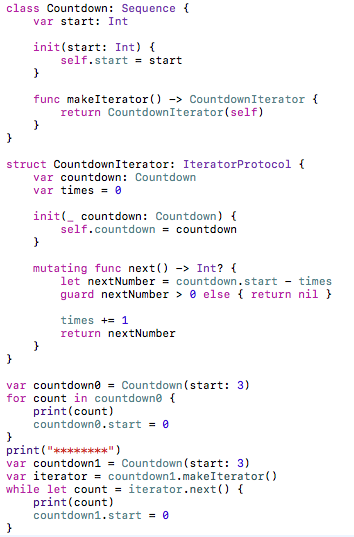 class Countdown: Sequence {
    var start: Int

    init(start: Int) {
        self.start = start
    }

    func makeIterator() -> CountdownIterator {
        return CountdownIterator(self)
    }
}

struct CountdownIterator: IteratorProtocol {
    var countdown: Countdown
    var times = 0

    init(_ countdown: Countdown) {
        self.countdown = countdown
    }

    mutating func next() -> Int? {
        let nextNumber = countdown.start - times
        guard nextNumber > 0 else { return nil }

        times += 1
        return nextNumber
    }
}

var countdown0 = Countdown(start: 3)
for count in countdown0 {
    print(count)
    countdown0.start = 0
}
print("********")
var countdown1 = Countdown(start: 3)
var iterator = countdown1.makeIterator()
while let count = iterator.next() {
    print(count)
    countdown1.start = 0
}